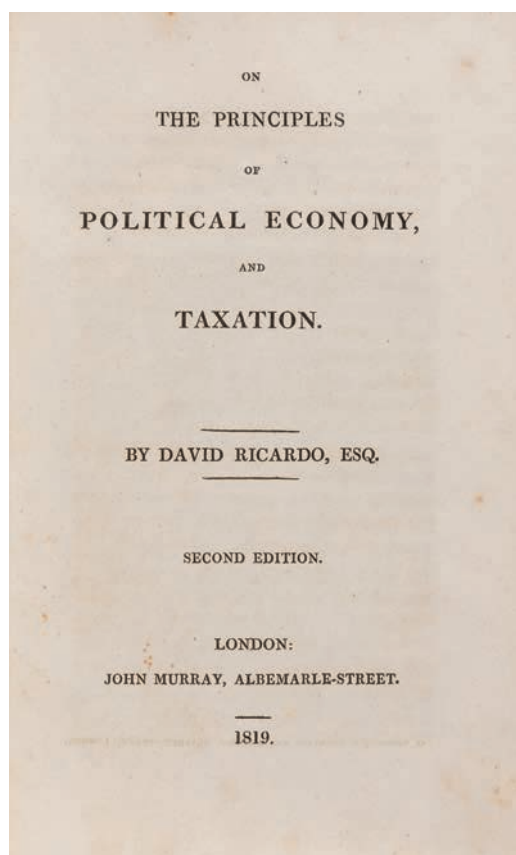 ON
THE PRINCIPLES
OF
POLITICAL ECONOMY,
AND
TAXATION.
BY DAVID RICARDO, ESQ.
SECOND EDITION.
LONDON:
JOHN MURRAY, ALBEMARLE-STREET.
1819.